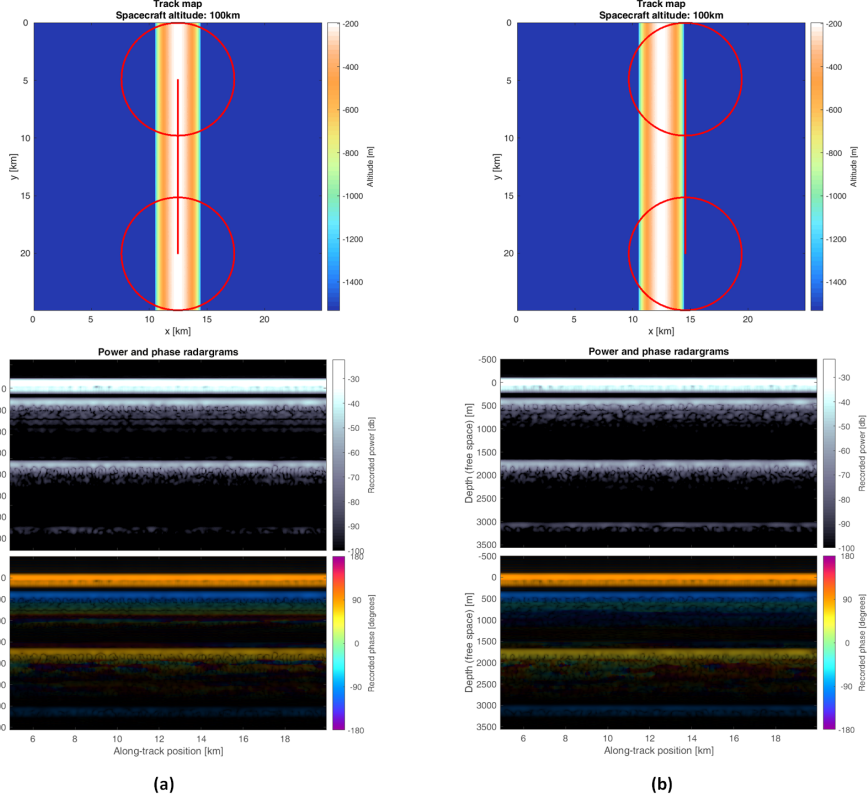 Track map
Spacecraft altitude: 100km
0
5
10
15
20
y [km]
0 5 10 15 20
x [km]
-200
-400
-600
-800
-1000
-1200
-1400
Altitude [m]
Track map
Spacecraft altitude: 100km
0
5
10
15
20
y [km]
0 5 10 15 20
x [km]
-200
-400
-600
-800
-1000
-1200
-1400
Altitude [m]
Power and phase radargrams
0
-30
-40
-50
-60
-70
-80
-90
-100
Recorded power [db]
0
180
90
0
-90
-180
Recorded phase [degrees]
6 8 10 12 14 16 18
Along-track position [km]
Power and phase radargrams
-500
0
500
1000
1500
2000
2500
3000
3500
Depth (free space) [m]
-30
-40
-50
-60
-70
-80
-90
-100
Recorded power [db]
-500
0
500
1000
1500
2000
2500
3000
3500
Depth (free space) [m]
180
90
0
-90
-180
Recorded phase [degrees]
6 8 10 12 14 16 18
Along-track position [km]
(a) (b)